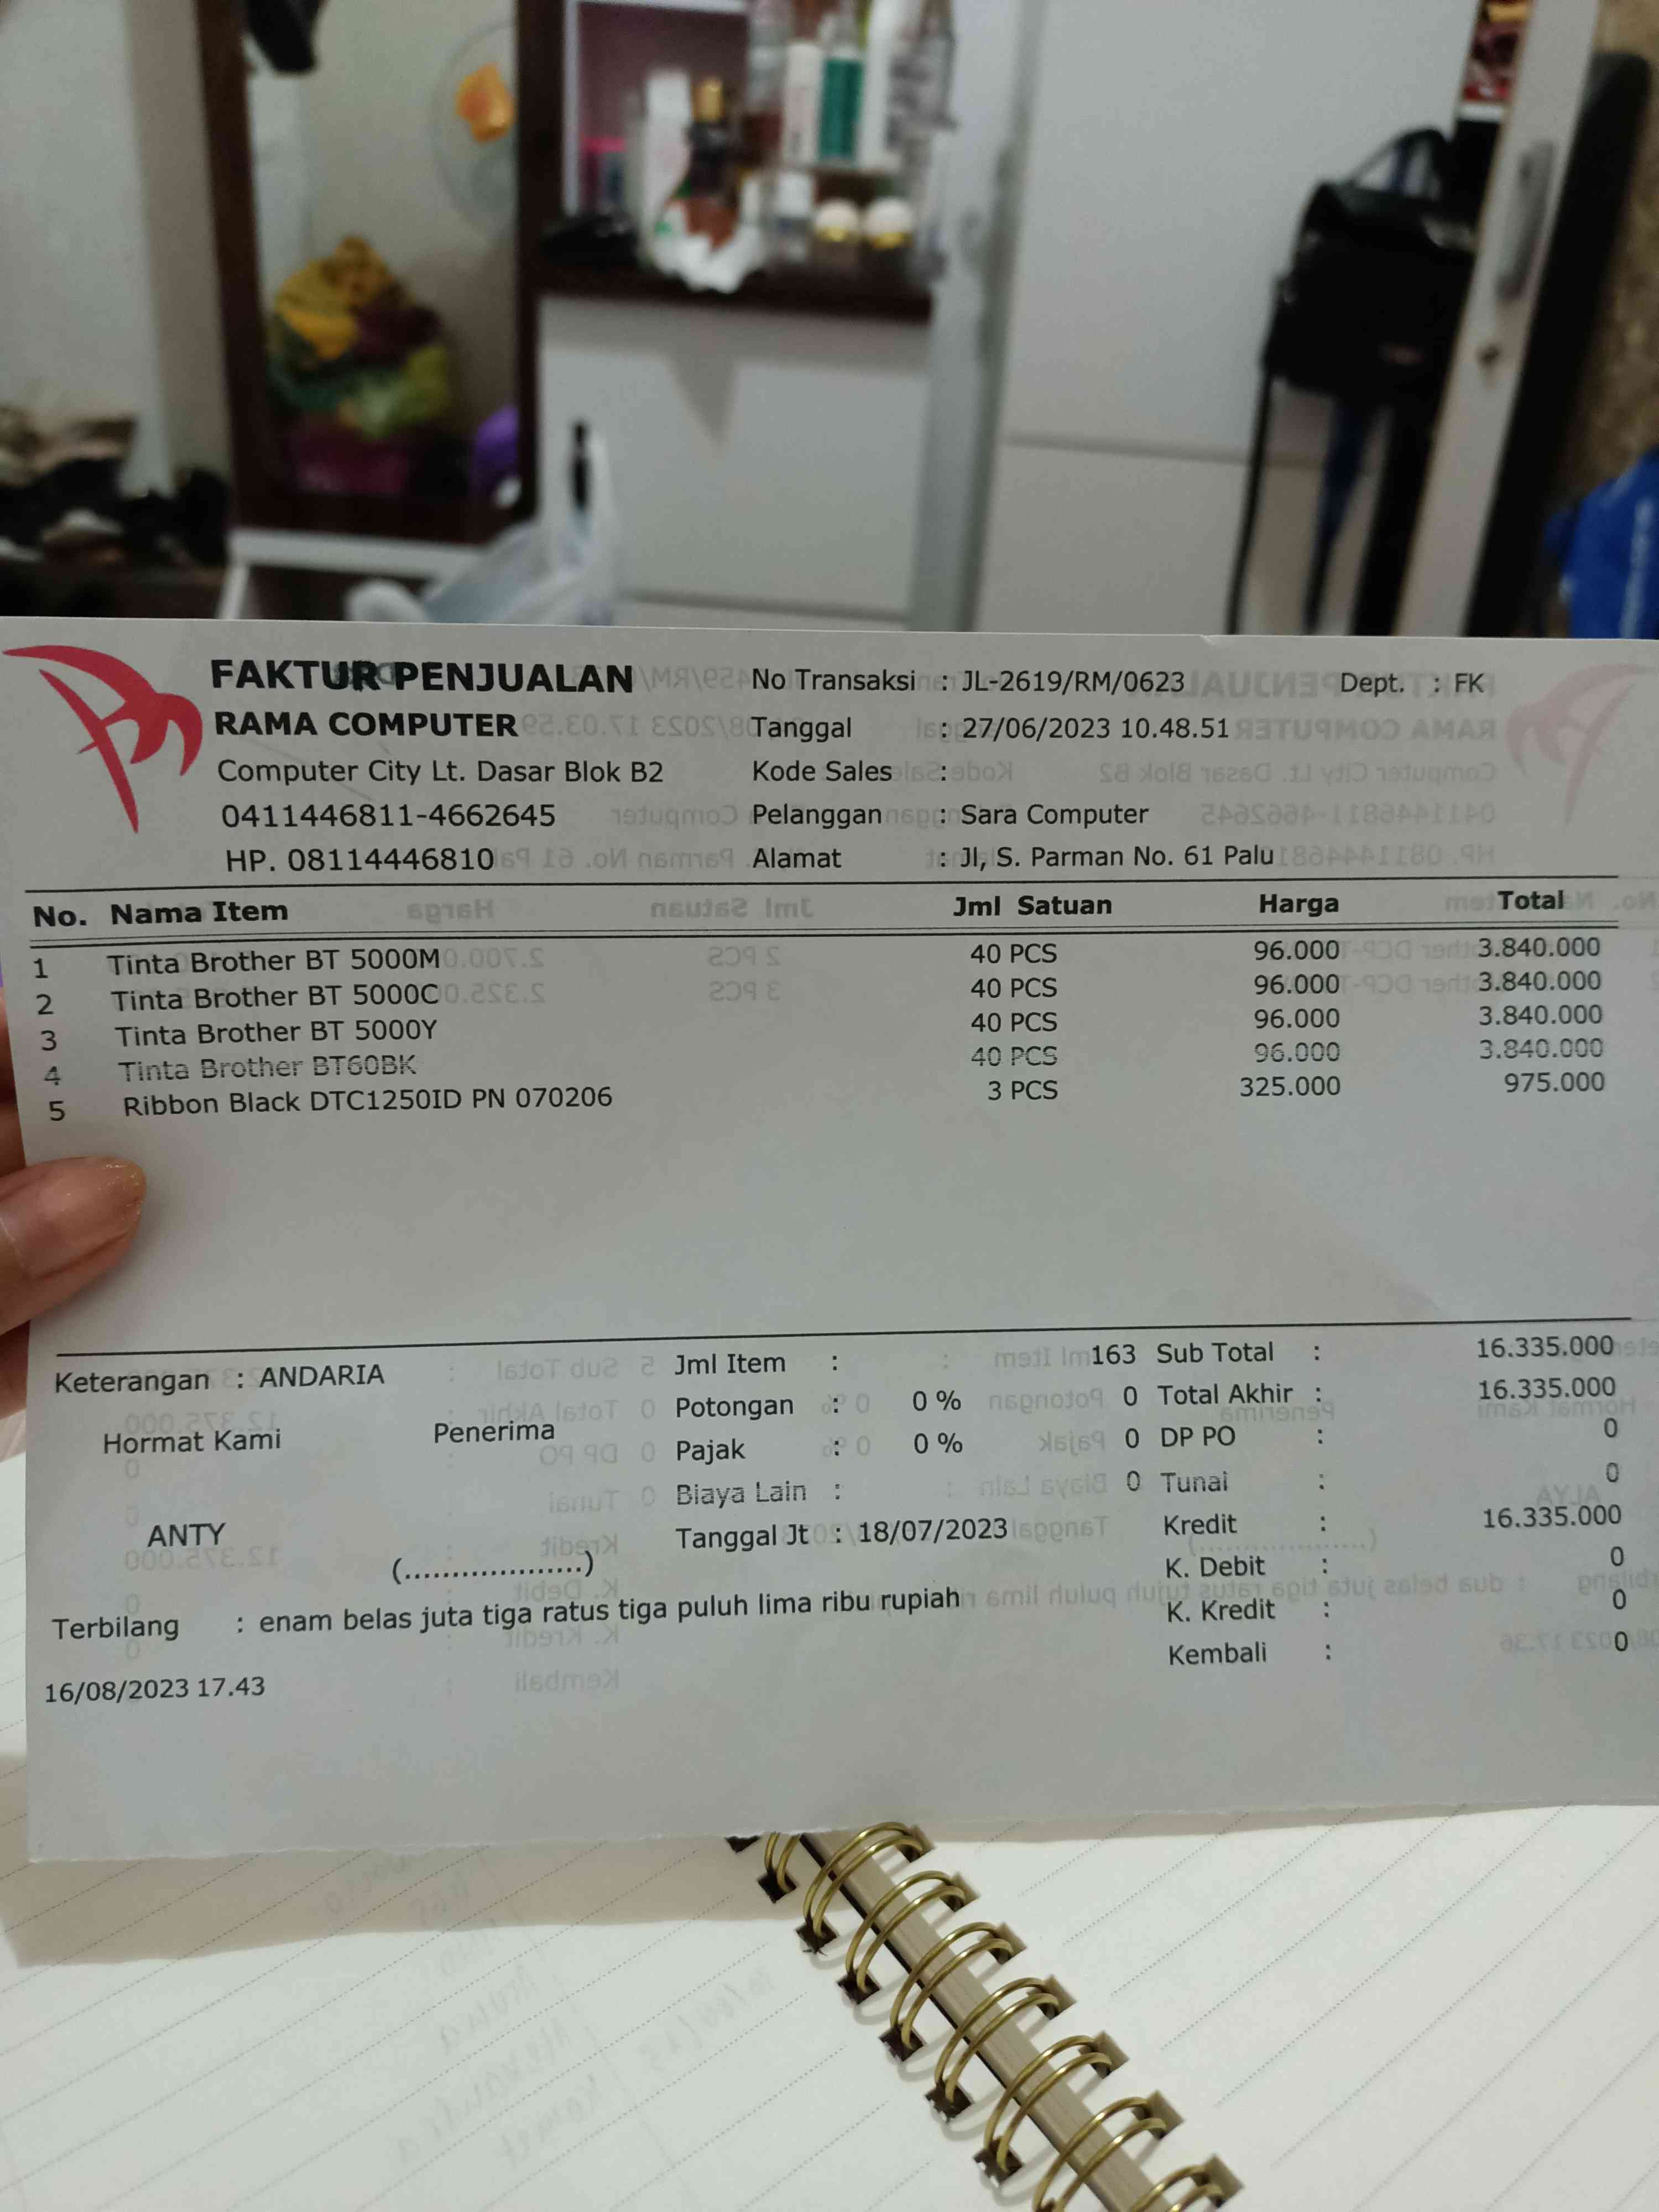 FAKTUR PENJUALAN
RAMA COMPUTER
Computer City Lt. Dasar Blok B2
0411446811-4662645
HP. 08114446810
No Transaksi : JL-2619/RM/0623 Dept. : FK
Tanggal : 27/06/2023 10.48.51
Kode Sales :
Pelanggan : Sara Computer
Alamat : Jl, S. Parman No. 61 Palu
No. Nama Item Jml Satuan Harga Total
1 Tinta Brother BT 5000M 40 PCS 96.000 3.840.000
2 Tinta Brother BT 5000C 40 PCS 96.000 3.840.000
3 Tinta Brother BT 5000Y 40 PCS 96.000 3.840.000
4 Tinta Brother BT60BK 40 PCS 96.000 3.840.000
5 Ribbon Black DTC1250ID PN 070206 3 PCS 325.000 975.000
Keterangan : ANDARIA
Hormat Kami Penerima
ANTY
(...................)
Jml Item : 163
Potongan : 0 % 0
Pajak : 0 % 0
Biaya Lain : 0
Tanggal Jt : 18/07/2023
Sub Total : 16.335.000
Total Akhir : 16.335.000
DP PO : 0
Tunai : 0
Kredit : 16.335.000
K. Debit : 0
K. Kredit : 0
Kembali : 0
Terbilang : enam belas juta tiga ratus tiga puluh lima ribu rupiah
16/08/2023 17.43